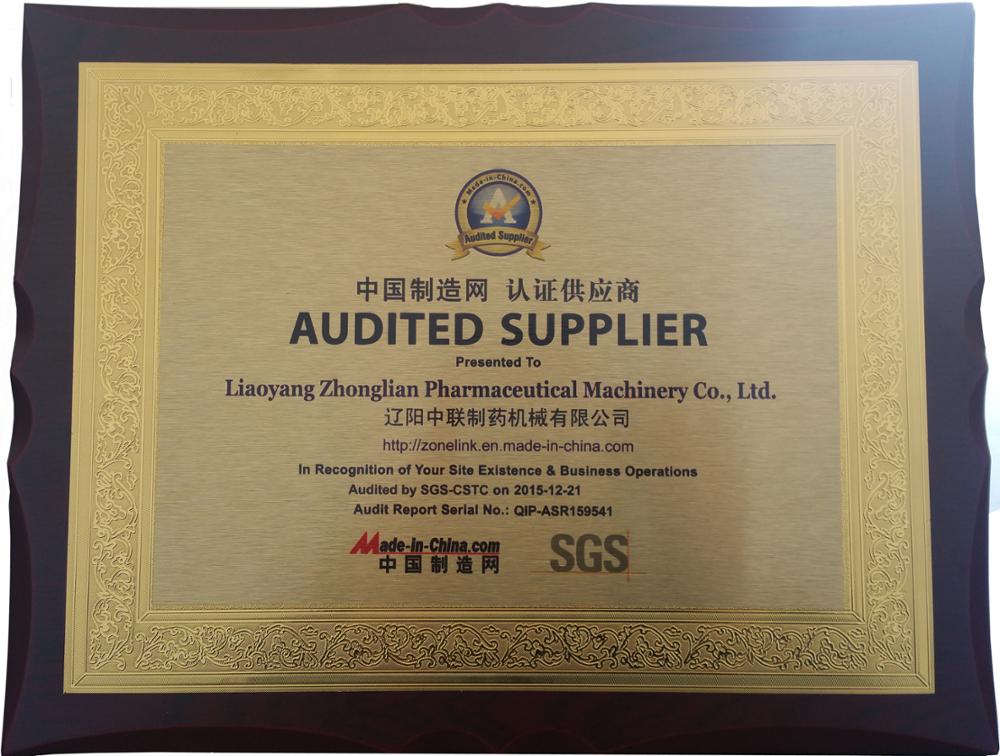 Made-in-China.com
A
Audited Supplier
中国制造网 认证供应商
AUDITED SUPPLIER
Presented To
Liaoyang Zhonglian Pharmaceutical Machinery Co., Ltd.
辽阳中联制药机械有限公司
http://zonelink.en.made-in-china.com
In Recognition of Your Site Existence & Business Operations
Audited by SGS-CSTC on 2015-12-21
Audit Report Serial No.: QIP-ASR159541
Made-in-China.com
中国制造网
SGS